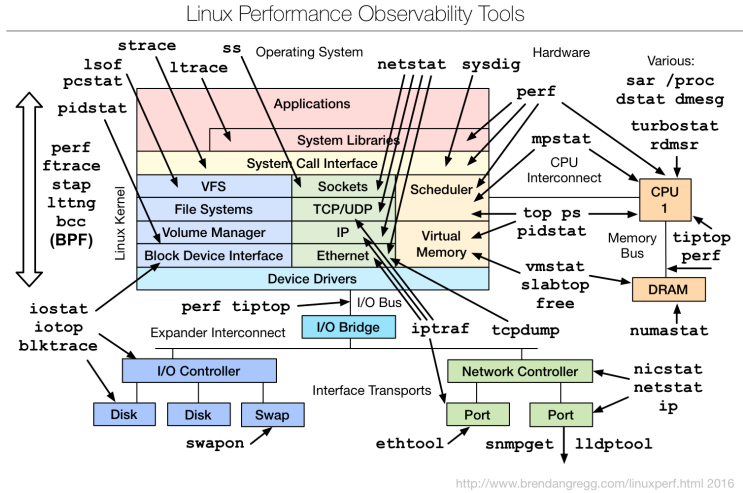 Linux Performance Observability Tools
strace
ss
Operating System
Hardware
Various:
lsof
ltrace
netstat
sysdig
sar /proc
pcstat
dstat dmesg
pidstat
Applications
perf
turbostat
rdmsr
System Libraries
mpstat
perf
ftrace
stap
lttng
bcc
(BPF)
Linux Kernel
System Call Interface
CPU
Interconnect
VFS
Sockets
Scheduler
CPU
1
File Systems
TCP/UDP
top ps
pidstat
Volume Manager
IP
Virtual
Memory
Memory
Bus
tiptop
perf
Block Device Interface
Ethernet
vmstat
slabtop
free
Device Drivers
DRAM
iostat
iotop
blktrace
perf tiptop
I/O Bus
Expander Interconnect
I/O Bridge
iptraf
tcpdump
numastat
I/O Controller
Network Controller
nicstat
netstat
ip
Interface Transports
Disk
Disk
Swap
Port
Port
swapon
ethtool
snmpget
lldptool
http://www.brendangregg.com/linuxperf.html 2016